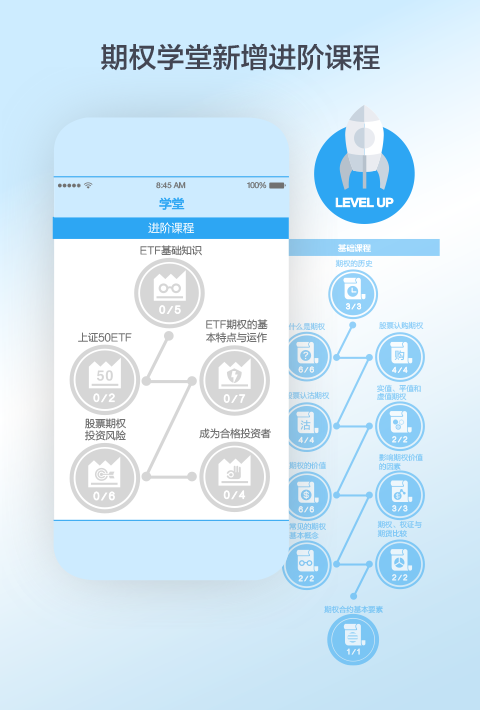 期权学堂新增进阶课程
8:45 AM
100%
学堂
进阶课程
ETF基础知识
0/5
上证50ETF
50
0/2
ETF期权的基
本特点与运作
0/7
股票期权
投资风险
0/6
成为合格投资者
0/4
LEVEL UP
基础课程
期权的历史
3/3
什么是期权
?
6/6
股票认购期权
购
4/4
股票认沽期权
沽
4/4
实值、平值和
虚值期权
2/2
期权的价值
$
6/6
影响期权价值
的因素
3/3
常见的期权
基本概念
2/2
期权、权证与
期货比较
2/2
期权合约基本要素
1/1